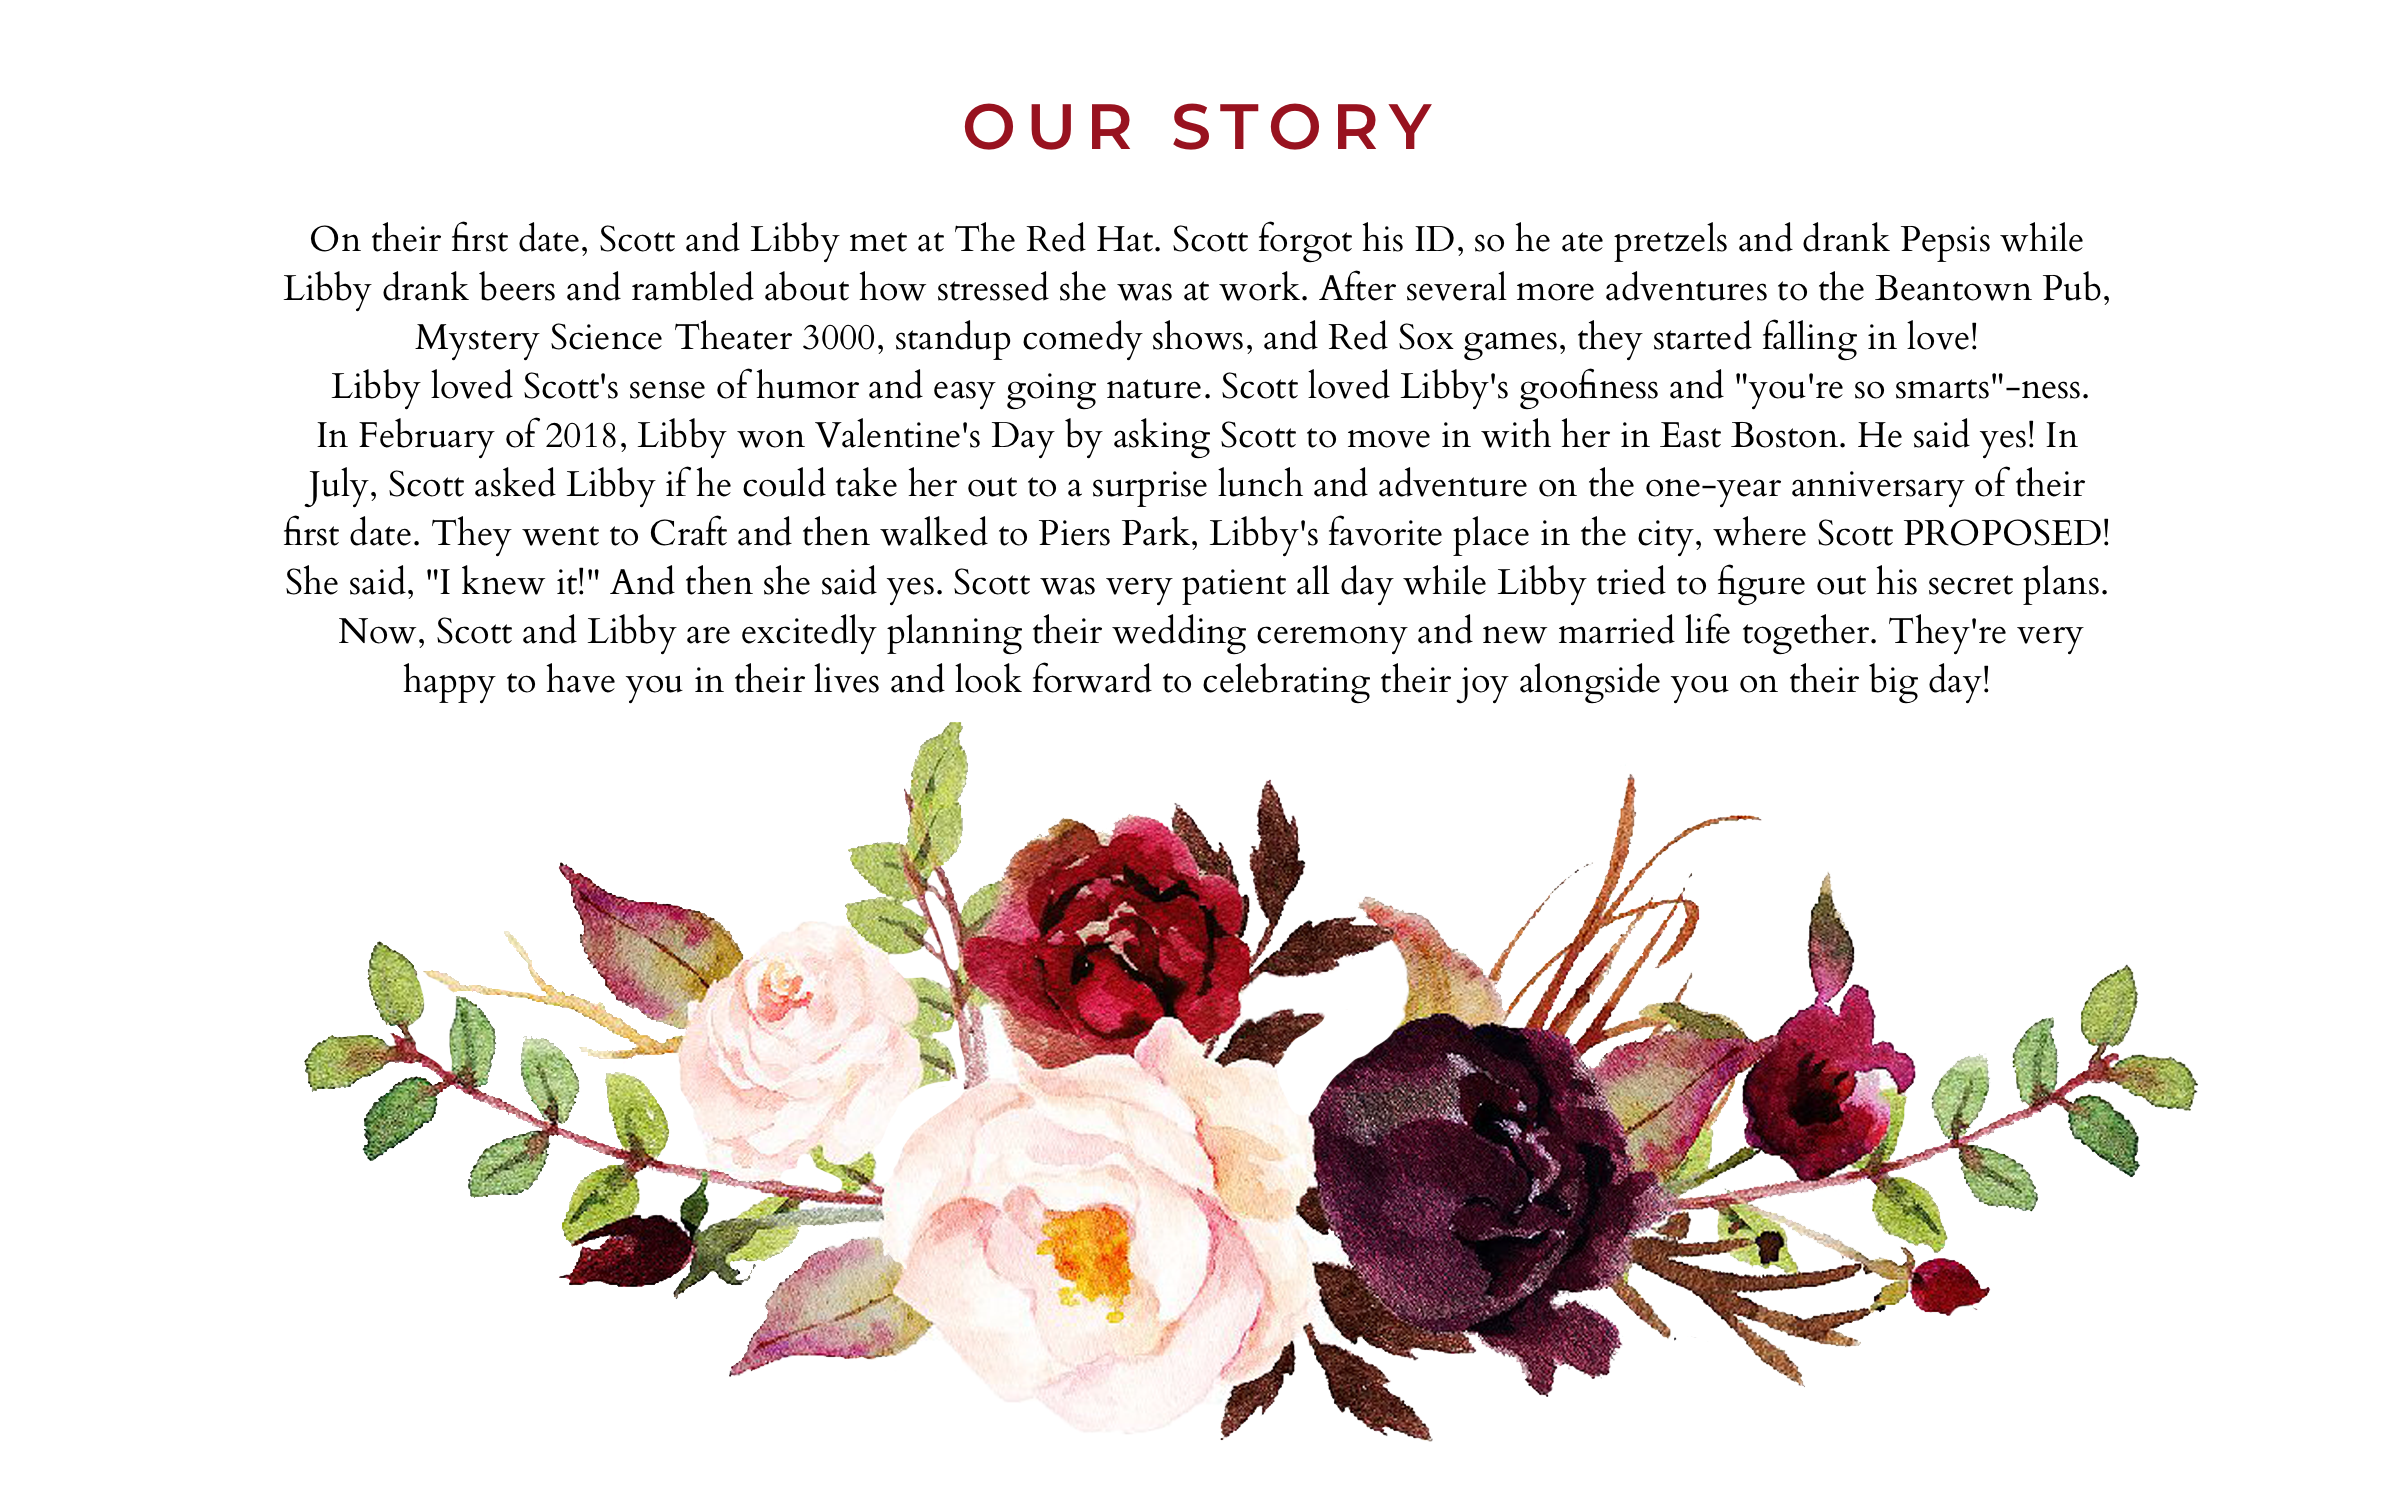 OUR STORY
On their first date, Scott and Libby met at The Red Hat. Scott forgot his ID, so he ate pretzels and drank Pepsis while
Libby drank beers and rambled about how stressed she was at work. After several more adventures to the Beantown Pub,
Mystery Science Theater 3000, standup comedy shows, and Red Sox games, they started falling in love!
Libby loved Scott's sense of humor and easy going nature. Scott loved Libby's goofiness and "you're so smarts"-ness.
In February of 2018, Libby won Valentine's Day by asking Scott to move in with her in East Boston. He said yes! In
July, Scott asked Libby if he could take her out to a surprise lunch and adventure on the one-year anniversary of their
first date. They went to Craft and then walked to Piers Park, Libby's favorite place in the city, where Scott PROPOSED!
She said, "I knew it!" And then she said yes. Scott was very patient all day while Libby tried to figure out his secret plans.
Now, Scott and Libby are excitedly planning their wedding ceremony and new married life together. They're very
happy to have you in their lives and look forward to celebrating their joy alongside you on their big day!